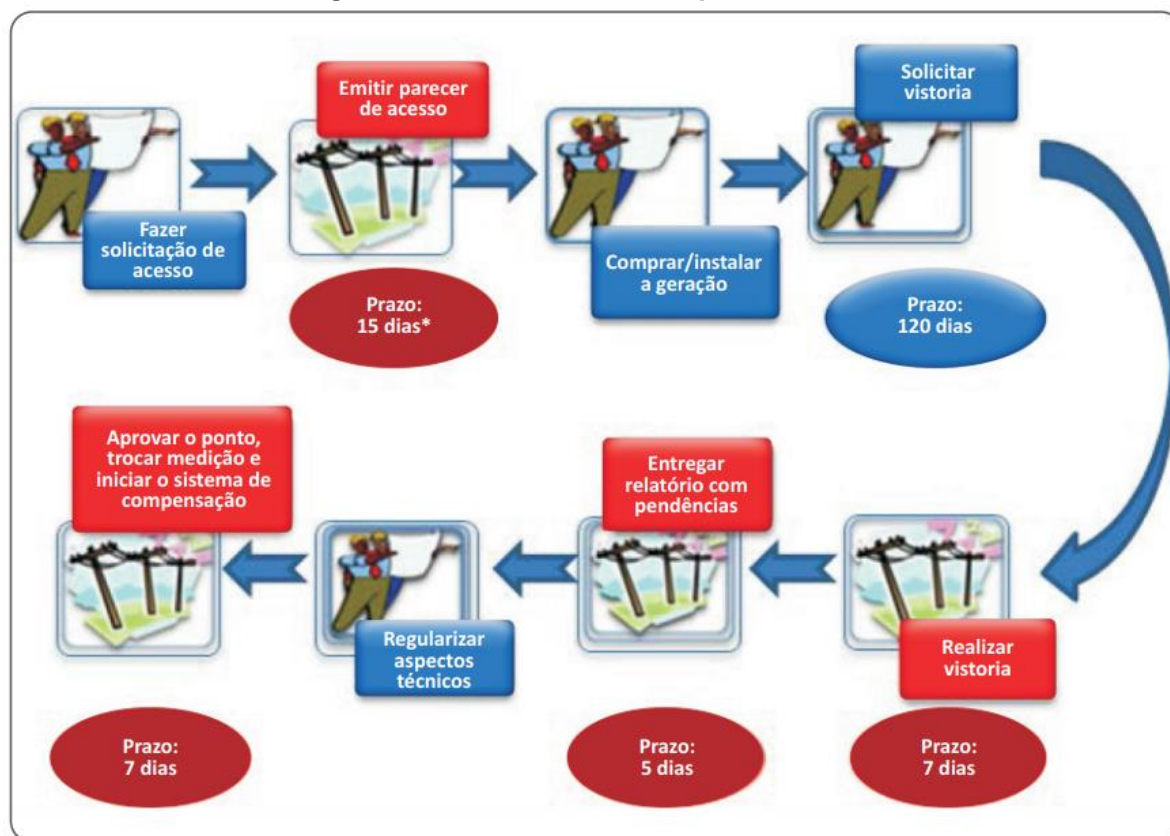 Emitir parecer
de acesso
Solicitar
vistoria
Fazer
solicitação de
acesso
Comprar/instalar
a geração
Prazo:
15 dias*
Prazo:
120 dias
Aprovar o ponto,
trocar medição e
iniciar o sistema de
compensação
Entregar
relatório com
pendências
Regularizar
aspectos
técnicos
Realizar
vistoria
Prazo:
7 dias
Prazo:
5 dias
Prazo:
7 dias